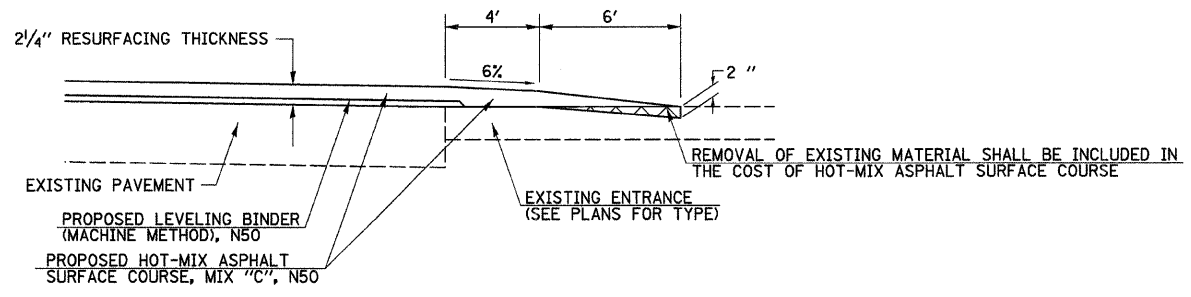 4' 6'
2 1/4" RESURFACING THICKNESS
6%
2 "
REMOVAL OF EXISTING MATERIAL SHALL BE INCLUDED IN
THE COST OF HOT-MIX ASPHALT SURFACE COURSE
EXISTING PAVEMENT
EXISTING ENTRANCE
(SEE PLANS FOR TYPE)
PROPOSED LEVELING BINDER
(MACHINE METHOD), N50
PROPOSED HOT-MIX ASPHALT
SURFACE COURSE, MIX "C", N50